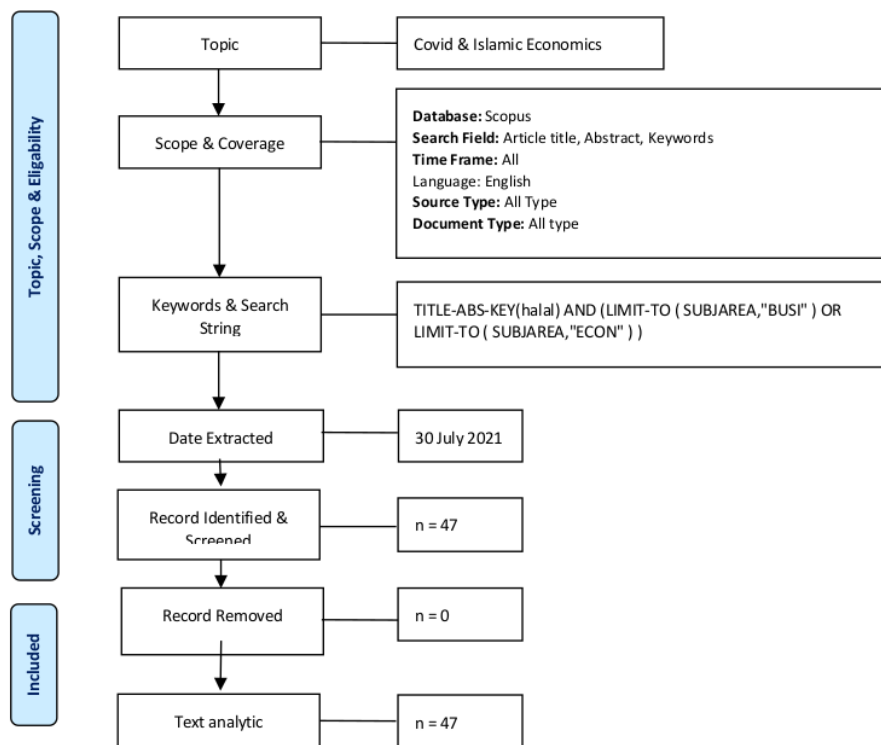 Topic, Scope & Eligability
Topic
Covid & Islamic Economics
Scope & Coverage
Database: Scopus
Search Field: Article title, Abstract, Keywords
Time Frame: All
Language: English
Source Type: All Type
Document Type: All type
Keywords & Search
String
TITLE-ABS-KEY(halal) AND (LIMIT-TO ( SUBJAREA,"BUSI" ) OR
LIMIT-TO ( SUBJAREA,"ECON" ) )
Screening
Date Extracted
30 July 2021
Record Identified &
Screened
n = 47
Included
Record Removed
n = 0
Text analytic
n = 47